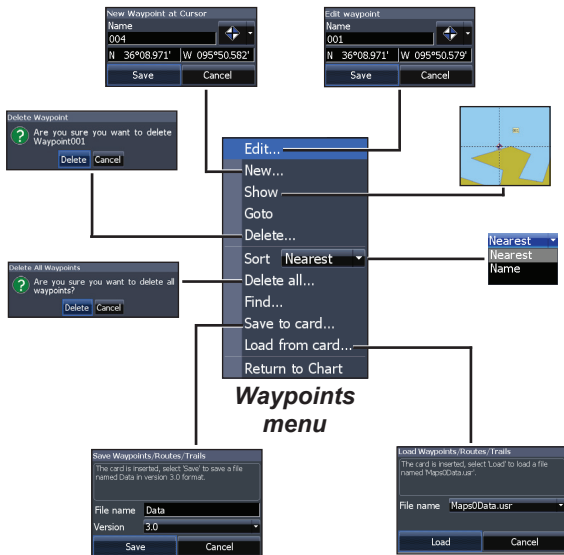 New Waypoint at Cursor
Name
004
N 36°08.971' W 095°50.582'
Save Cancel
Edit waypoint
Name
001
N 36°08.971' W 095°50.579'
Save Cancel
Delete Waypoint
? Are you sure you want to delete
Waypoint001
Delete Cancel
Edit...
New...
Show
Goto
Delete...
Sort Nearest
Delete all...
Find...
Save to card...
Load from card...
Return to Chart
Nearest
Nearest
Name
Delete All Waypoints
? Are you sure you want to delete all
waypoints?
Delete Cancel
Waypoints
menu
Save Waypoints/Routes/Trails
The card is inserted, select 'Save' to save a file
named Data in version 3.0 format.
File name Data
Version 3.0
Save Cancel
Load Waypoints/Routes/Trails
The card is inserted, select 'Load' to load a file
named 'Maps0Data.usr'.
File name Maps0Data.usr
Load Cancel